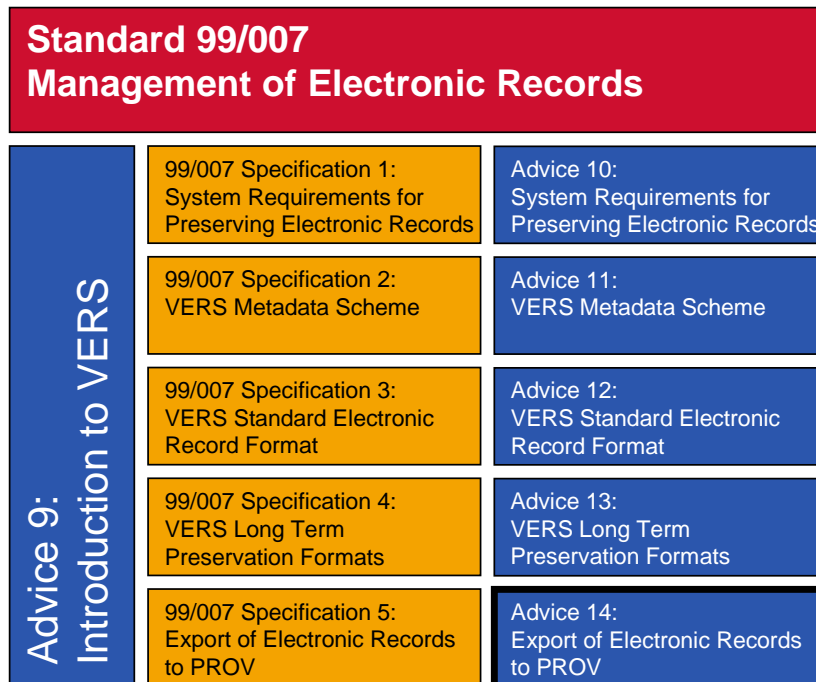 Standard 99/007
Management of Electronic Records
Advice 9:
Introduction to VERS
99/007 Specification 1:
System Requirements for
Preserving Electronic Records
Advice 10:
System Requirements for
Preserving Electronic Records
99/007 Specification 2:
VERS Metadata Scheme
Advice 11:
VERS Metadata Scheme
99/007 Specification 3:
VERS Standard Electronic
Record Format
Advice 12:
VERS Standard Electronic
Record Format
99/007 Specification 4:
VERS Long Term
Preservation Formats
Advice 13:
VERS Long Term
Preservation Formats
99/007 Specification 5:
Export of Electronic Records
to PROV
Advice 14:
Export of Electronic Records
to PROV